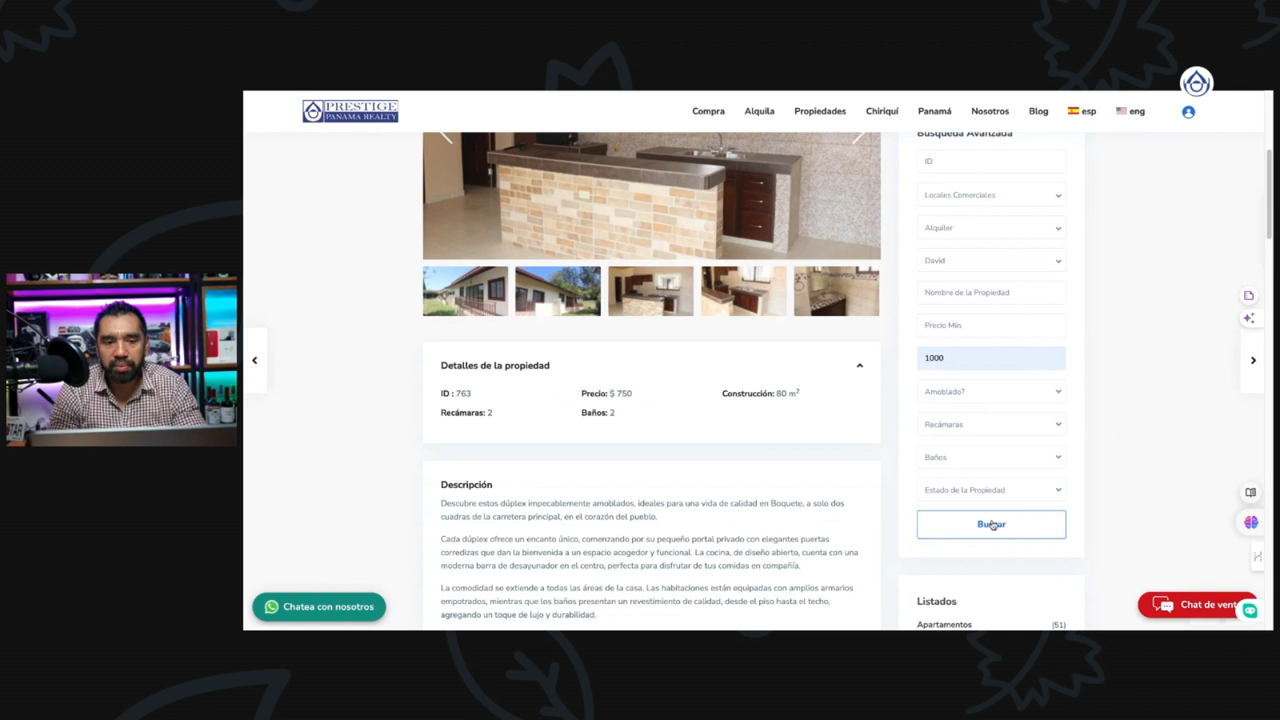 PRESTIGE
PANAMA REALTY
Compra
Alquila
Propiedades
Chiriquí
Panamá
Nosotros
Blog
esp
eng
Búsqueda Avanzada
ID
Locales Comerciales
Alquiler
David
Nombre de la Propiedad
Precio Mín.
1000
Amoblado?
Recámaras
Baños
Estado de la Propiedad
Buscar
Detalles de la propiedad
ID : 763
Precio: $ 750
Construcción: 80 m²
Recámaras: 2
Baños: 2
Descripción
Descubre estos dúplex impecablemente amoblados, ideales para una vida de calidad en Boquete, a solo dos
cuadras de la carretera principal, en el corazón del pueblo.
Cada dúplex ofrece un encanto único, comenzando por su pequeño portal privado con elegantes puertas
corredizas que dan la bienvenida a un espacio acogedor y funcional. La cocina, de diseño abierto, cuenta con una
moderna barra de desayunador en el centro, perfecta para disfrutar de tus comidas en compañía.
La comodidad se extiende a todas las áreas de la casa. Las habitaciones están equipadas con amplios armarios
empotrados, mientras que los baños presentan un revestimiento de calidad, desde el piso hasta el techo,
agregando un toque de lujo y durabilidad.
Listados
Apartamentos (51)
Chatea con nosotros
Chat de vent